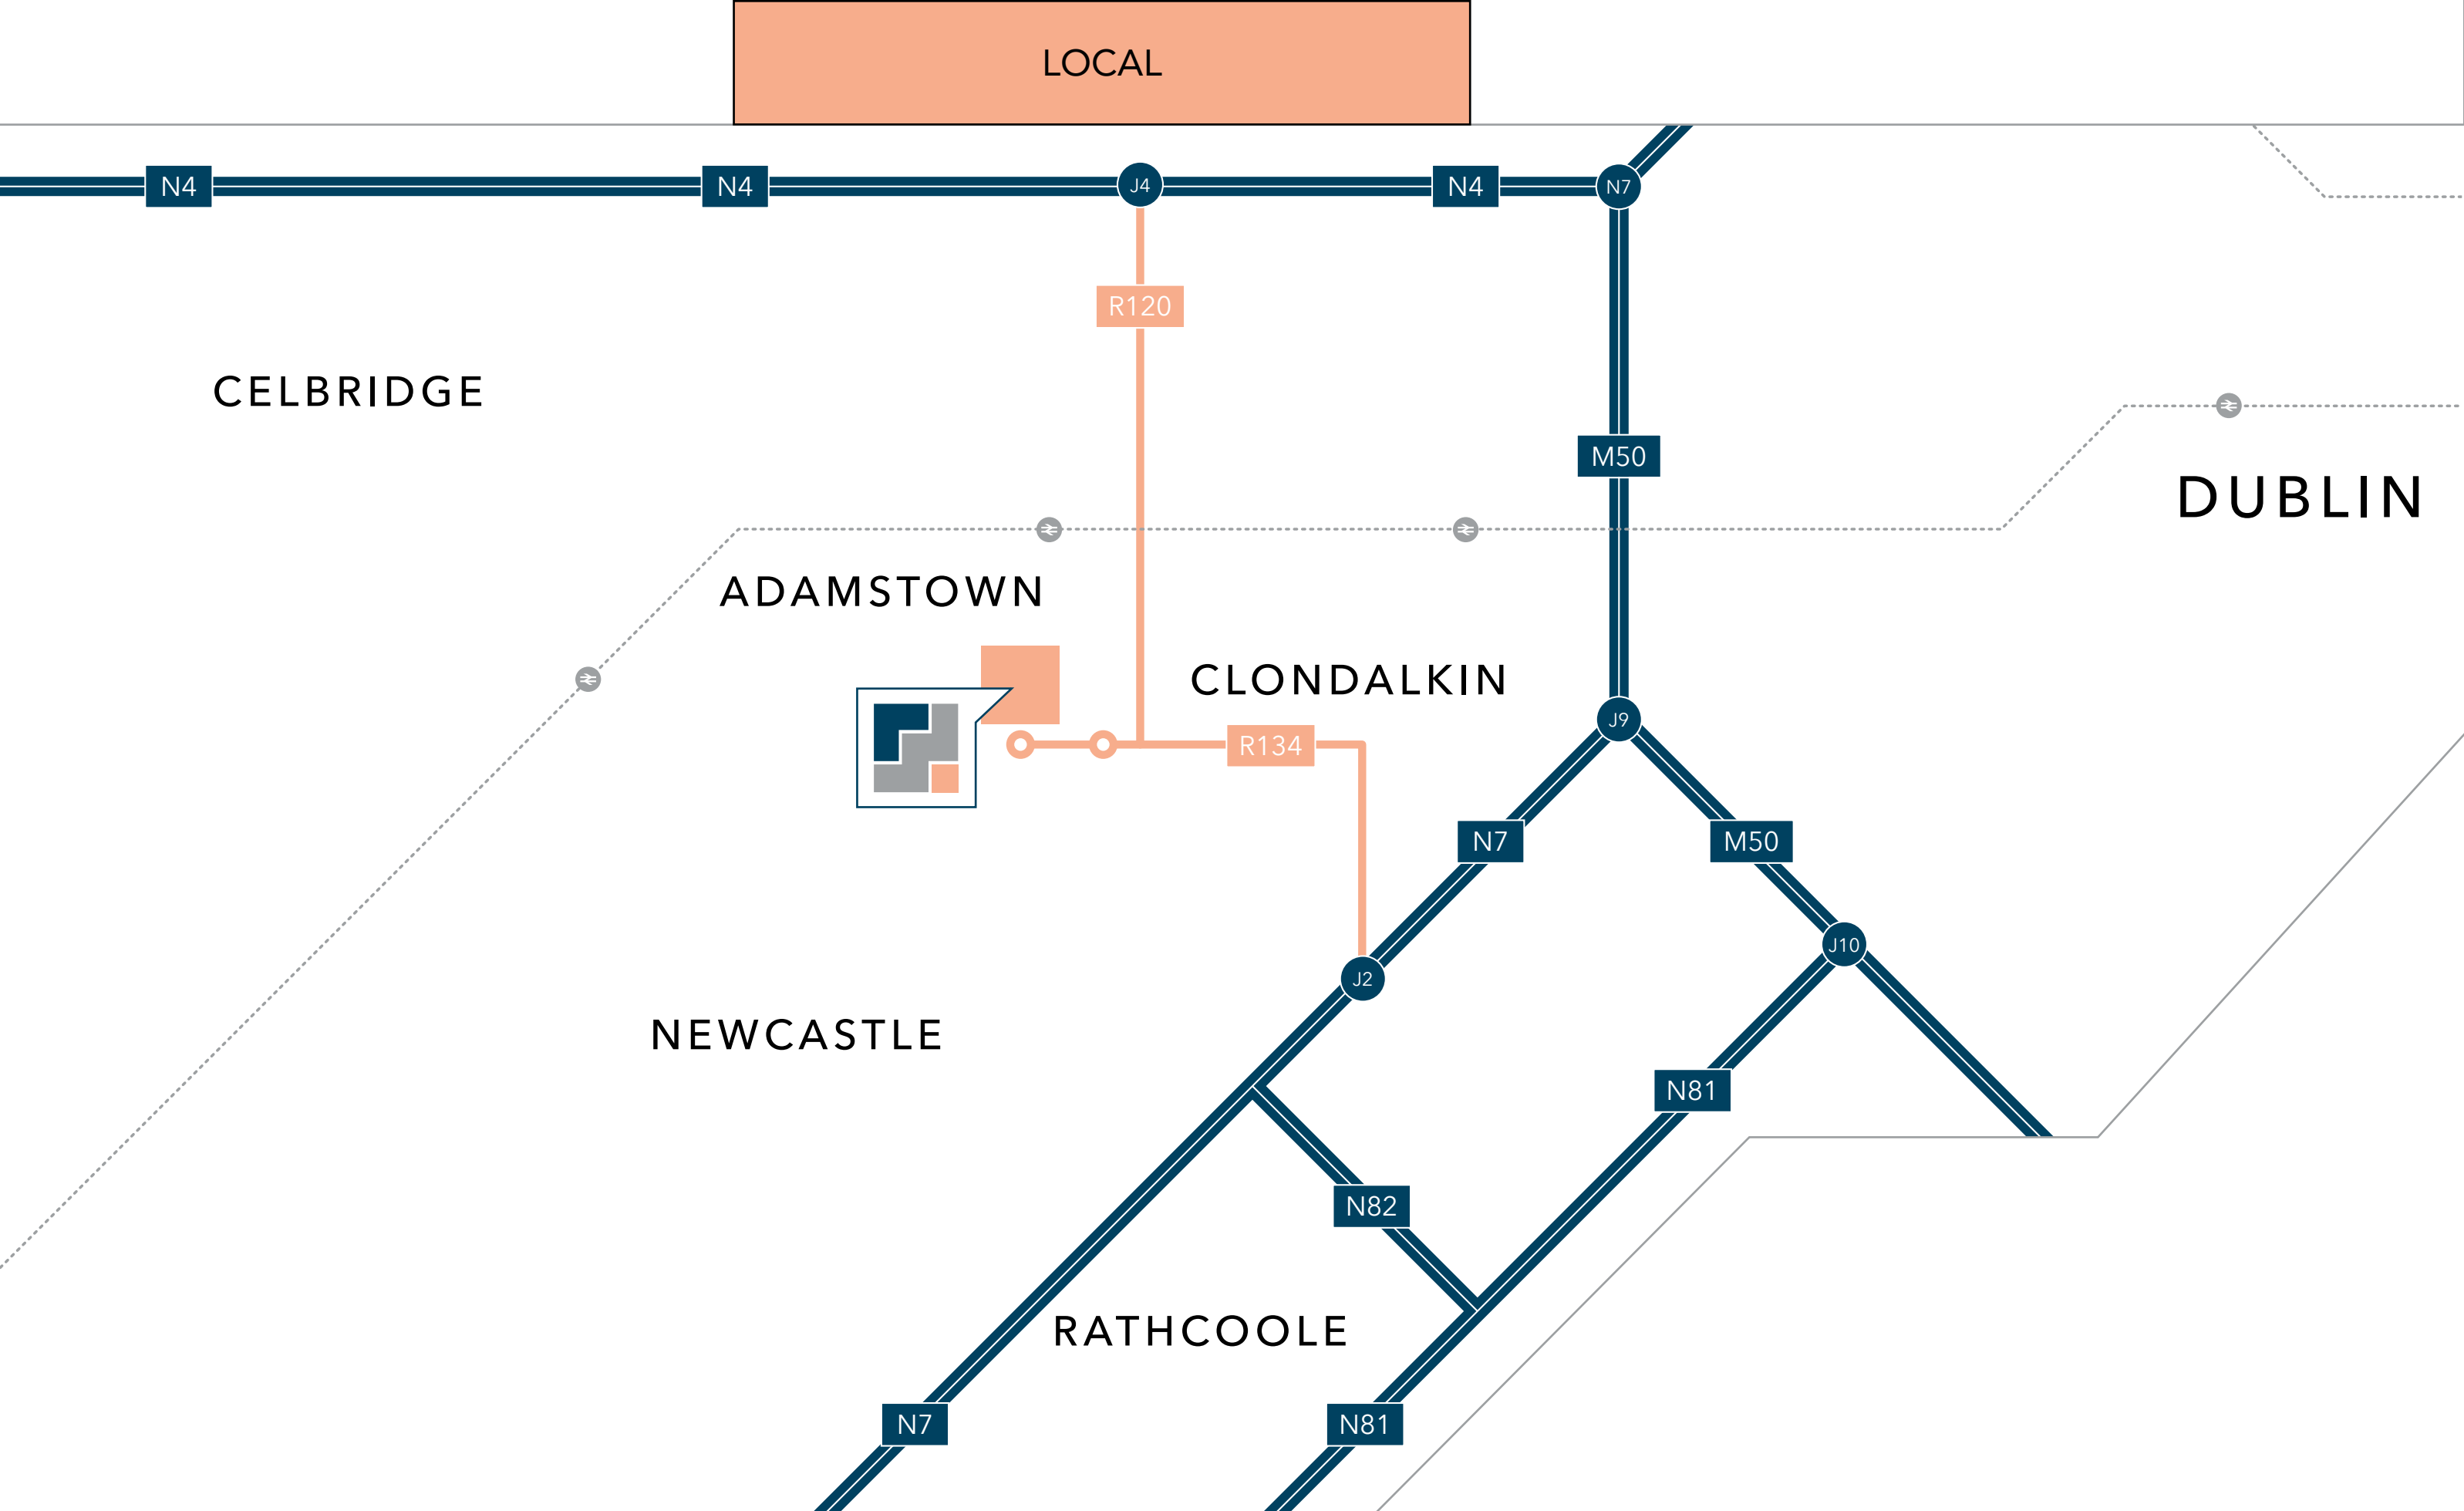 LOCAL
N4
N4
J4
N4
N7
R120
CELBRIDGE
M50
DUBLIN
ADAMSTOWN
CLONDALKIN
J9
R134
N7
M50
J10
J2
NEWCASTLE
N81
N82
RATHCOOLE
N7
N81